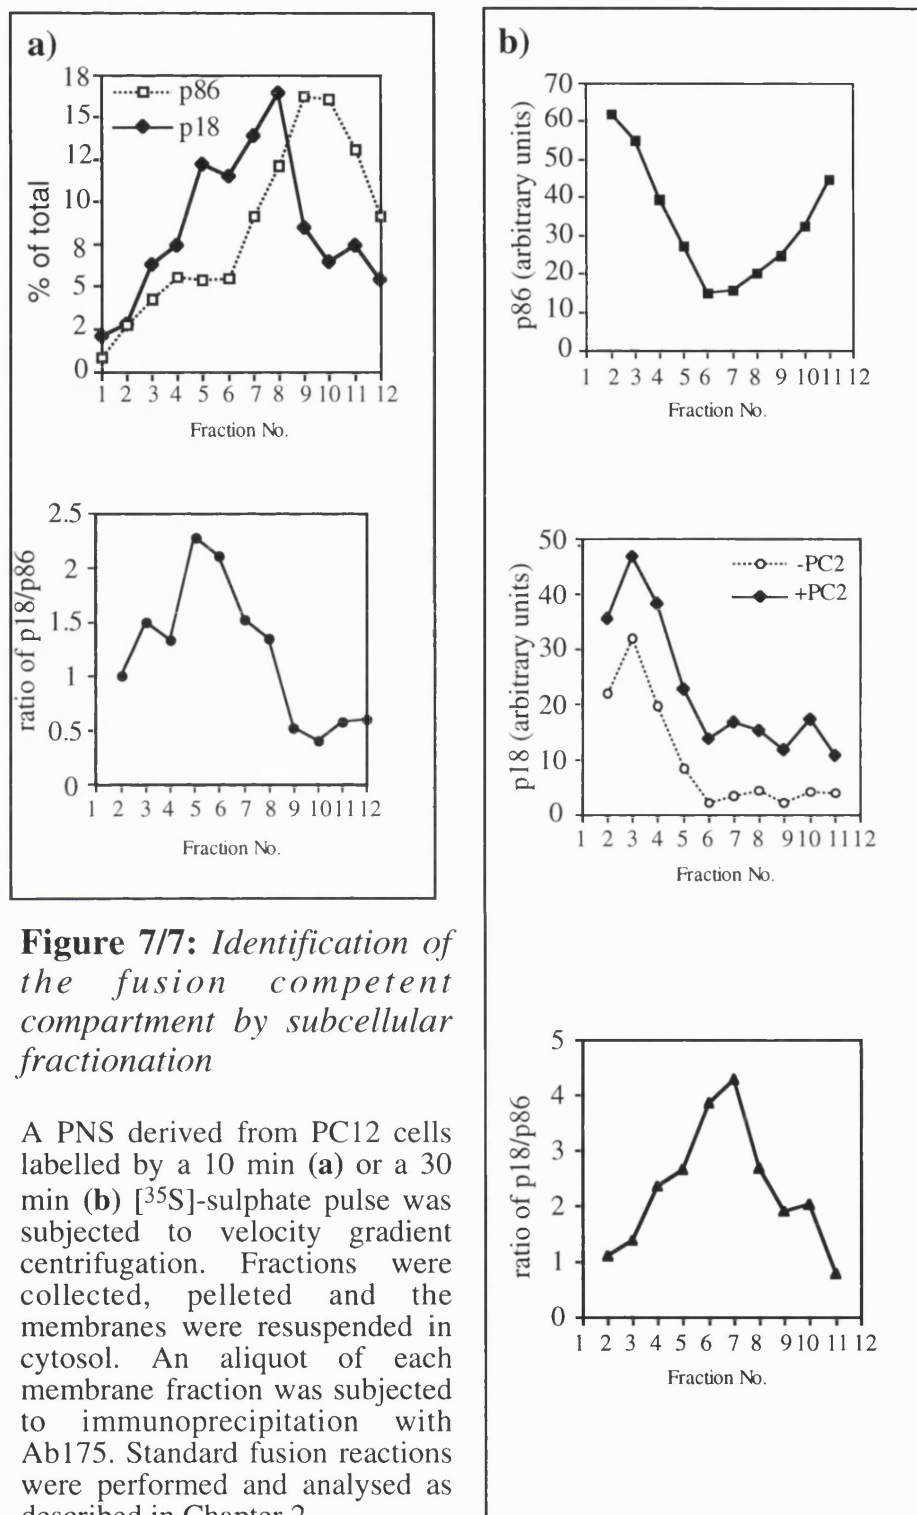 a)
18
15
12
10
8
5
2
0
p86
p18
% of total
1 2 3 4 5 6 7 8 9 10 11 12
Fraction No.
2.5
2
1.5
1
0.5
0
ratio of p18/p86
1 2 3 4 5 6 7 8 9 10 11 12
Fraction No.
Figure 7/7: Identification of
the fusion competent
compartment by subcellular
fractionation
A PNS derived from PC12 cells
labelled by a 10 min (a) or a 30
min (b) [³⁵S]-sulphate pulse was
subjected to velocity gradient
centrifugation. Fractions were
collected, pelleted and the
membranes were resuspended in
cytosol. An aliquot of each
membrane fraction was subjected
to immunoprecipitation with
Ab175. Standard fusion reactions
were performed and analysed as
described in Chapter 2
b)
70
60
50
40
30
20
10
0
p86 (arbitrary units)
1 2 3 4 5 6 7 8 9 10 11 12
Fraction No.
50
40
30
20
10
0
-PC2
+PC2
p18 (arbitrary units)
1 2 3 4 5 6 7 8 9 10 11 12
Fraction No.
5
4
3
2
1
0
ratio of p18/p86
1 2 3 4 5 6 7 8 9 10 11 12
Fraction No.